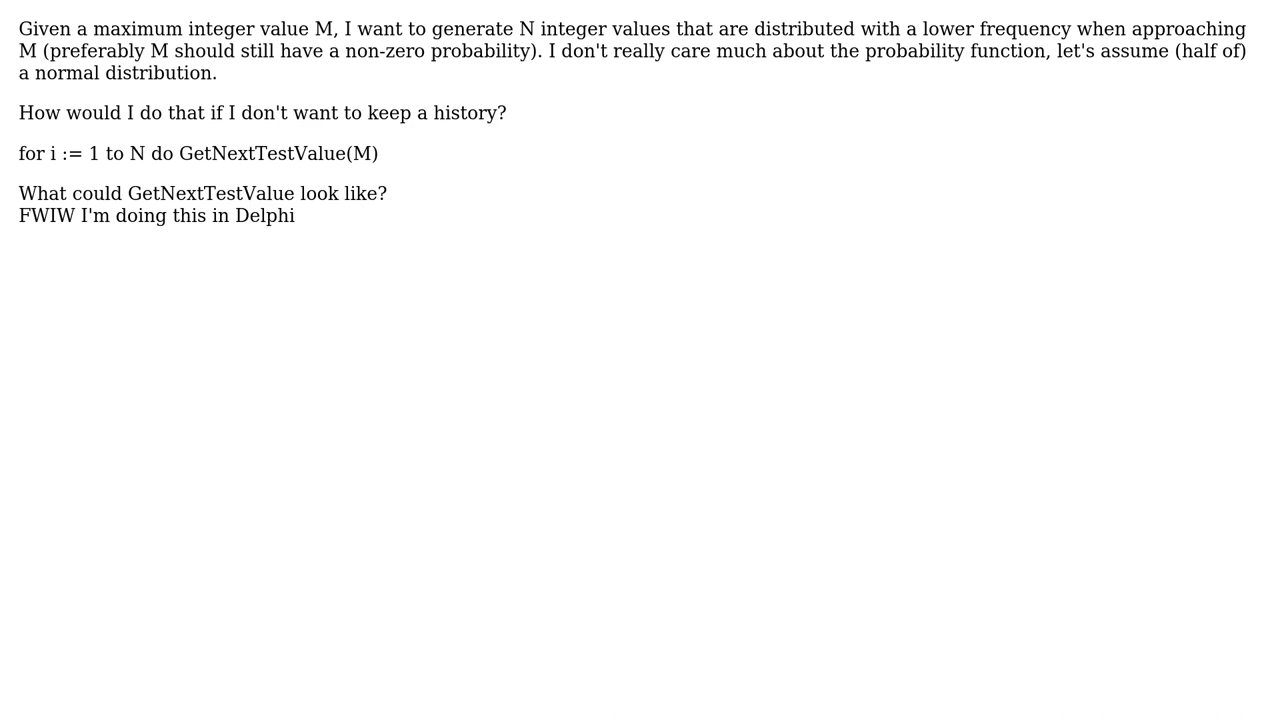 Given a maximum integer value M, I want to generate N integer values that are distributed with a lower frequency when approaching
M (preferably M should still have a non-zero probability). I don't really care much about the probability function, let's assume (half of)
a normal distribution.
How would I do that if I don't want to keep a history?
for i := 1 to N do GetNextTestValue(M)
What could GetNextTestValue look like?
FWIW I'm doing this in Delphi